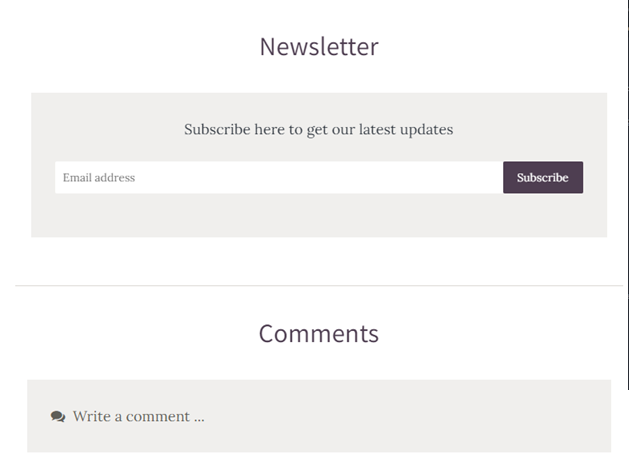 Newsletter
Subscribe here to get our latest updates
Email address
Subscribe
Comments
Write a comment ...